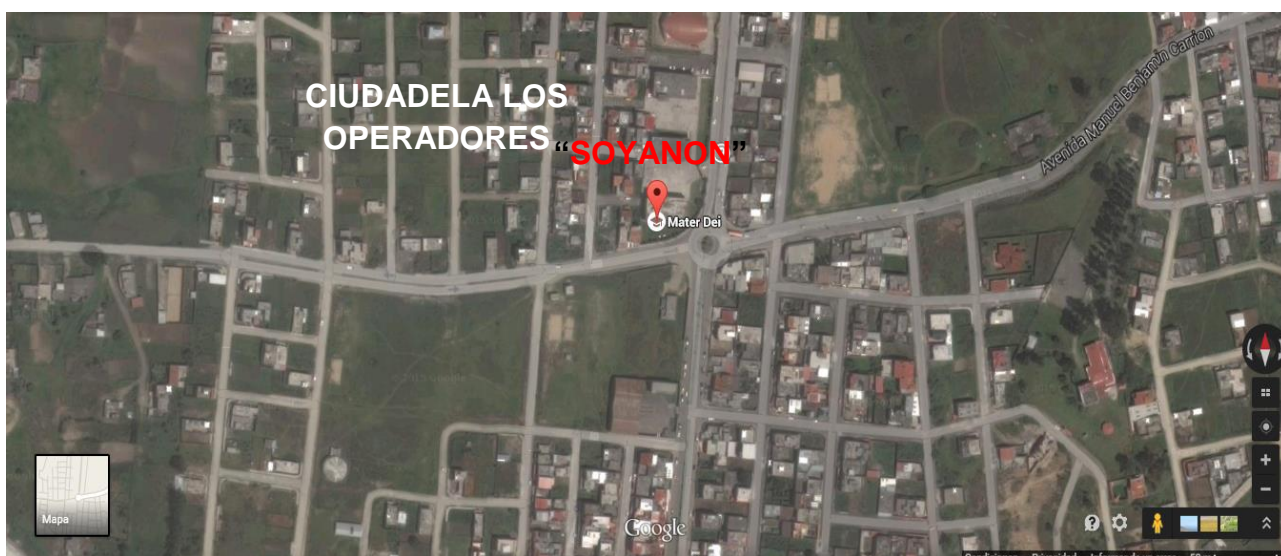 CIUDADELA LOS
OPERADORES
“SOYANON”
Avenida Manuel Benjamín Carrión
Mater Dei
Mapa
Google